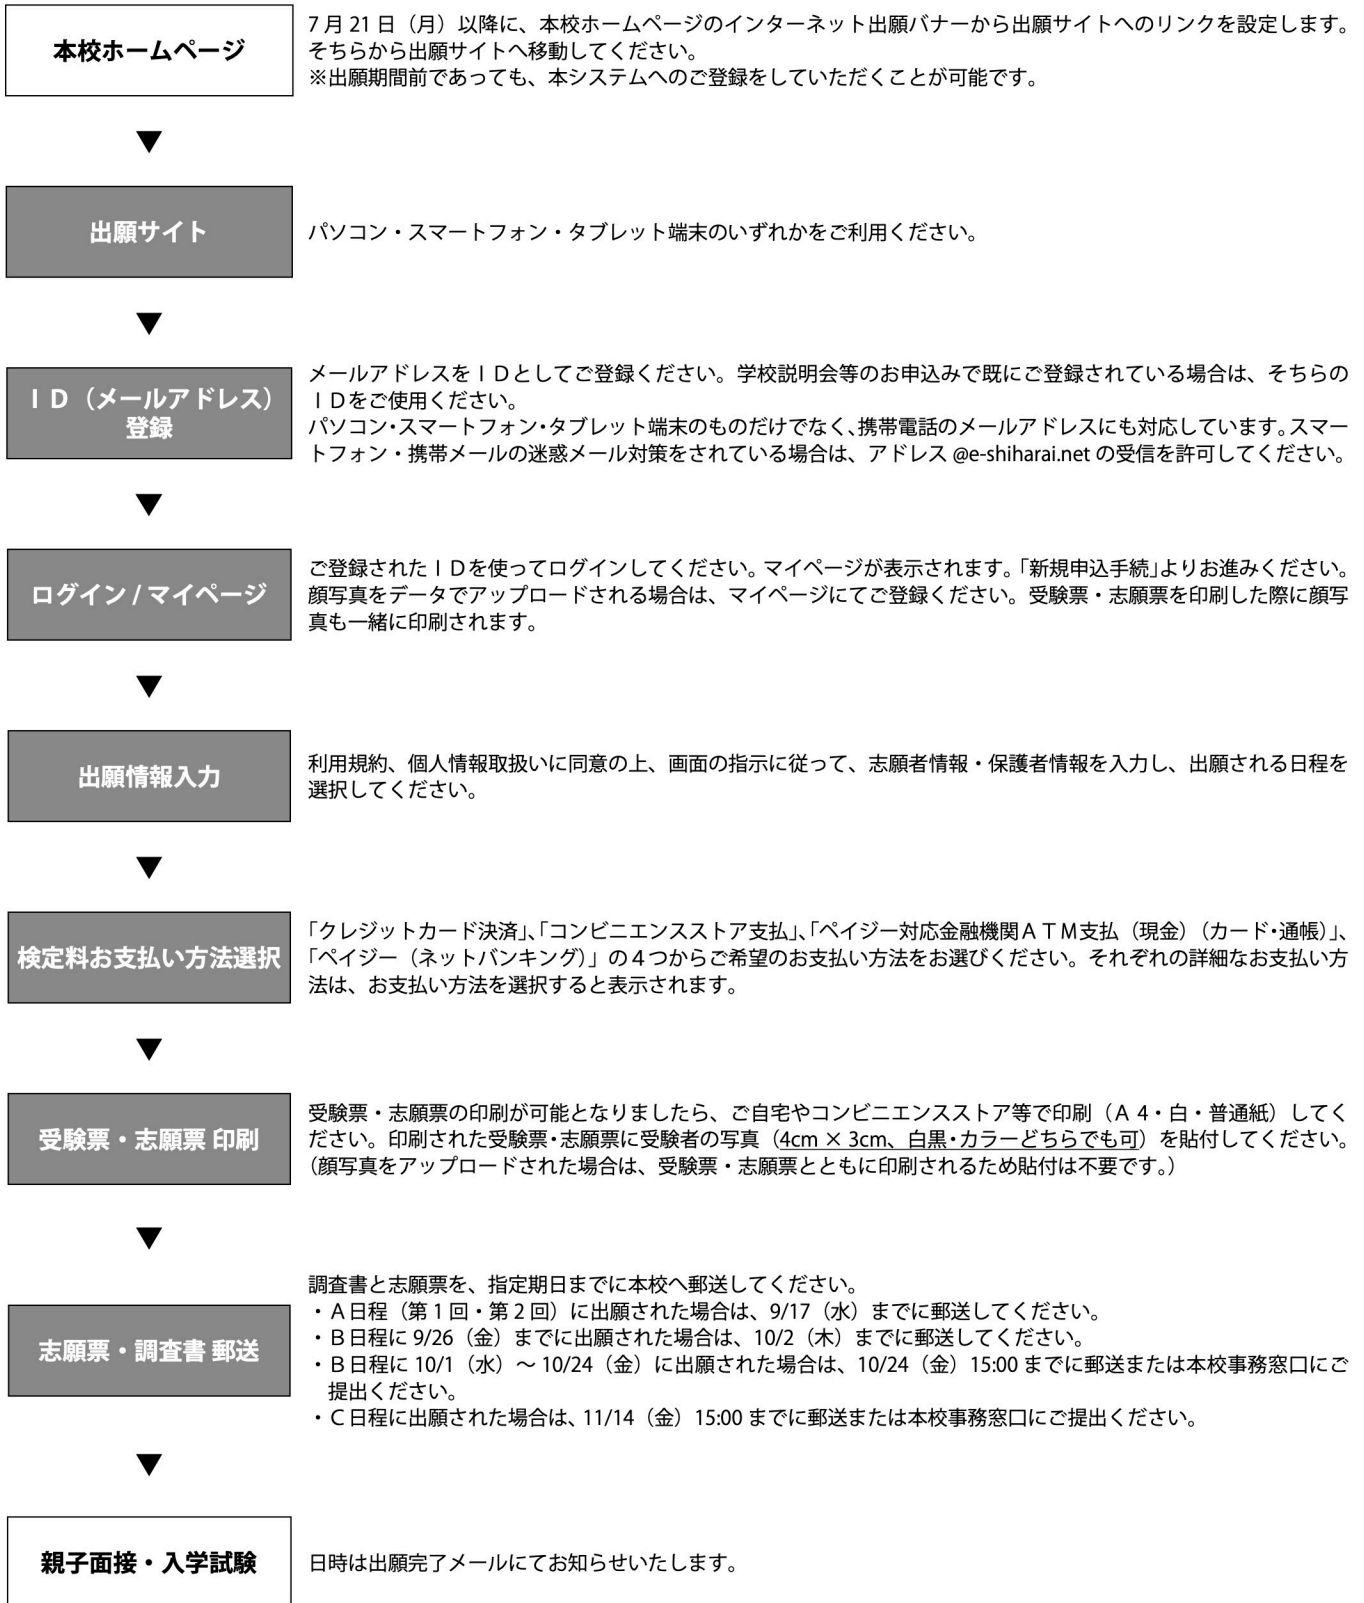 本校ホームページ
7月21日（月）以降に、本校ホームページのインターネット出願バナーから出願サイトへのリンクを設定します。
そちらから出願サイトへ移動してください。
※出願期間前であっても、本システムへのご登録をしていただくことが可能です。
▼
出願サイト
パソコン・スマートフォン・タブレット端末のいずれかをご利用ください。
▼
ＩＤ（メールアドレス）
登録
メールアドレスをＩＤとしてご登録ください。学校説明会等のお申込みで既にご登録されている場合は、そちらの
ＩＤをご使用ください。
パソコン・スマートフォン・タブレット端末のものだけでなく、携帯電話のメールアドレスにも対応しています。スマー
トフォン・携帯メールの迷惑メール対策をされている場合は、アドレス @e-shiharai.net の受信を許可してください。
▼
ログイン / マイページ
ご登録されたＩＤを使ってログインしてください。マイページが表示されます。「新規申込手続」よりお進みください。
顔写真をデータでアップロードされる場合は、マイページにてご登録ください。受験票・志願票を印刷した際に顔写
真も一緒に印刷されます。
▼
出願情報入力
利用規約、個人情報取扱いに同意の上、画面の指示に従って、志願者情報・保護者情報を入力し、出願される日程を
選択してください。
▼
検定料お支払い方法選択
「クレジットカード決済」、「コンビニエンスストア支払」、「ペイジー対応金融機関ＡＴＭ支払（現金）（カード・通帳）」、
「ペイジー（ネットバンキング）」の４つからご希望のお支払い方法をお選びください。それぞれの詳細なお支払い方
法は、お支払い方法を選択すると表示されます。
▼
受験票・志願票 印刷
受験票・志願票の印刷が可能となりましたら、ご自宅やコンビニエンスストア等で印刷（Ａ 4・白・普通紙）してく
ださい。印刷された受験票・志願票に受験者の写真（4cm × 3cm、白黒・カラーどちらでも可）を貼付してください。
（顔写真をアップロードされた場合は、受験票・志願票とともに印刷されるため貼付は不要です。）
▼
志願票・調査書 郵送
調査書と志願票を、指定期日までに本校へ郵送してください。
・Ａ日程（第１回・第２回）に出願された場合は、9/17（水）までに郵送してください。
・Ｂ日程に 9/26（金）までに出願された場合は、10/2（木）までに郵送してください。
・Ｂ日程に 10/1（水）～ 10/24（金）に出願された場合は、10/24（金）15:00 までに郵送または本校事務窓口にご
提出ください。
・Ｃ日程に出願された場合は、11/14（金）15:00 までに郵送または本校事務窓口にご提出ください。
▼
親子面接・入学試験
日時は出願完了メールにてお知らせいたします。